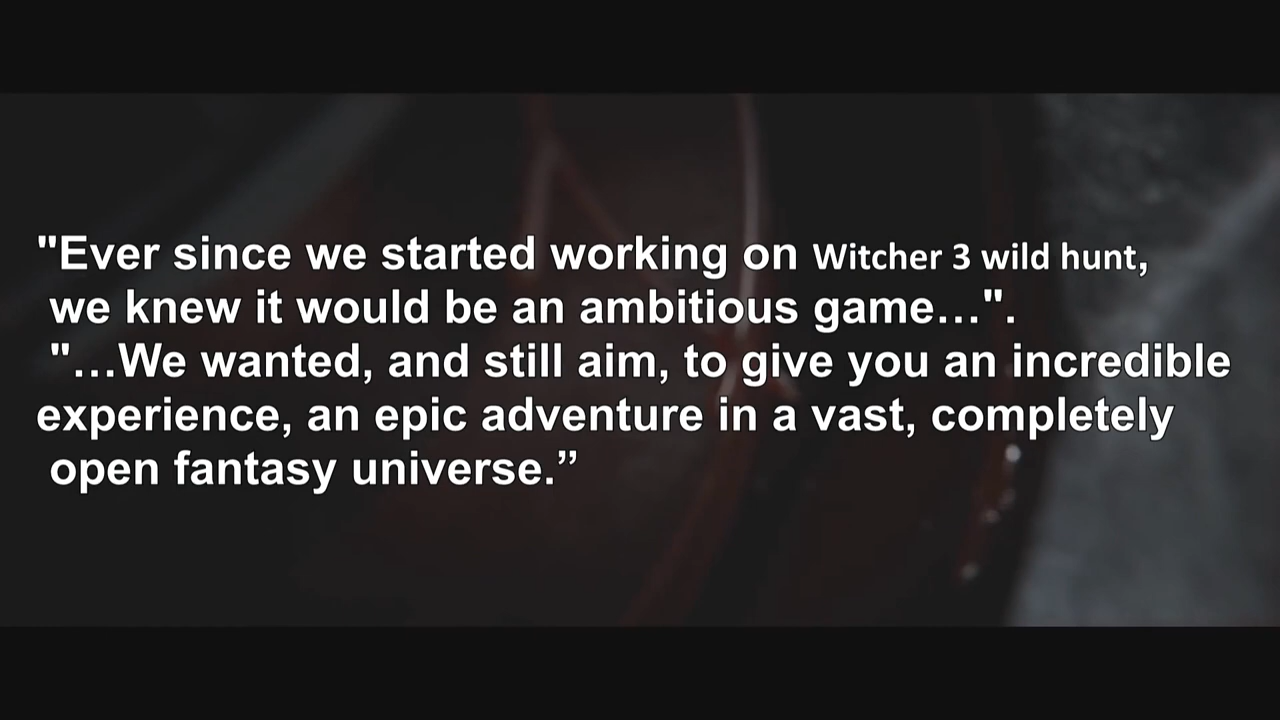 "Ever since we started working on Witcher 3 wild hunt,
we knew it would be an ambitious game…".
"…We wanted, and still aim, to give you an incredible
experience, an epic adventure in a vast, completely
open fantasy universe.”